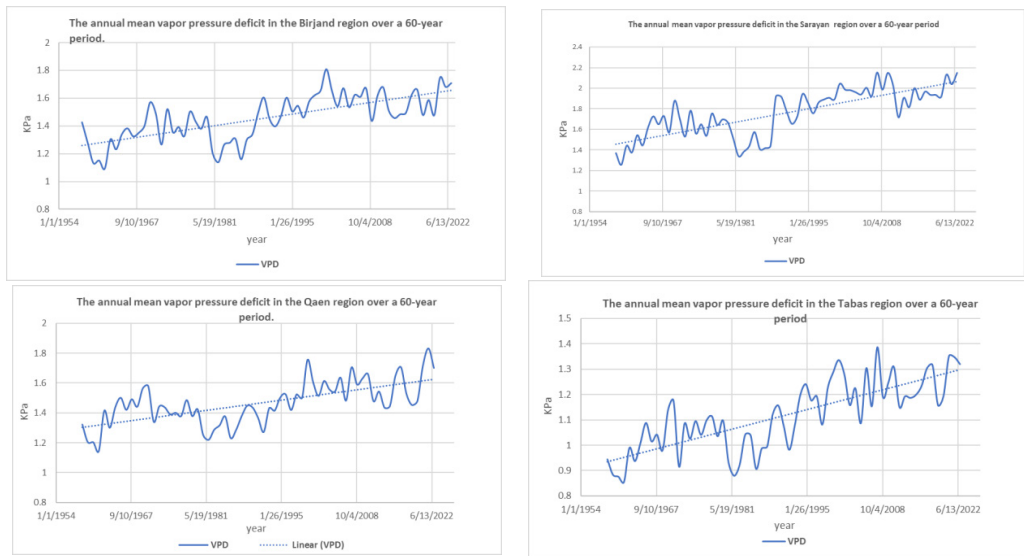 The annual mean vapor pressure deficit in the Birjand region over a 60-year
period.
2
1.8
1.6
1.4
1.2
1
0.8
KPa
1/1/1954 9/10/1967 5/19/1981 1/26/1995 10/4/2008 6/13/2022
year
VPD
The annual mean vapor pressure deficit in the Sarayan region over a 60-year period
2.4
2.2
2
1.8
1.6
1.4
1.2
1
0.8
KPa
1/1/1954 9/10/1967 5/19/1981 1/26/1995 10/4/2008 6/13/2022
year
VPD
The annual mean vapor pressure deficit in the Qaen region over a 60-year
period.
2
1.8
1.6
1.4
1.2
1
0.8
KPa
1/1/1954 9/10/1967 5/19/1981 1/26/1995 10/4/2008 6/13/2022
year
VPD Linear (VPD)
The annual mean vapor pressure deficit in the Tabas region over a 60-year
period
1.5
1.4
1.3
1.2
1.1
1
0.9
0.8
KPa
1/1/1954 9/10/1967 5/19/1981 1/26/1995 10/4/2008 6/13/2022
year
VPD